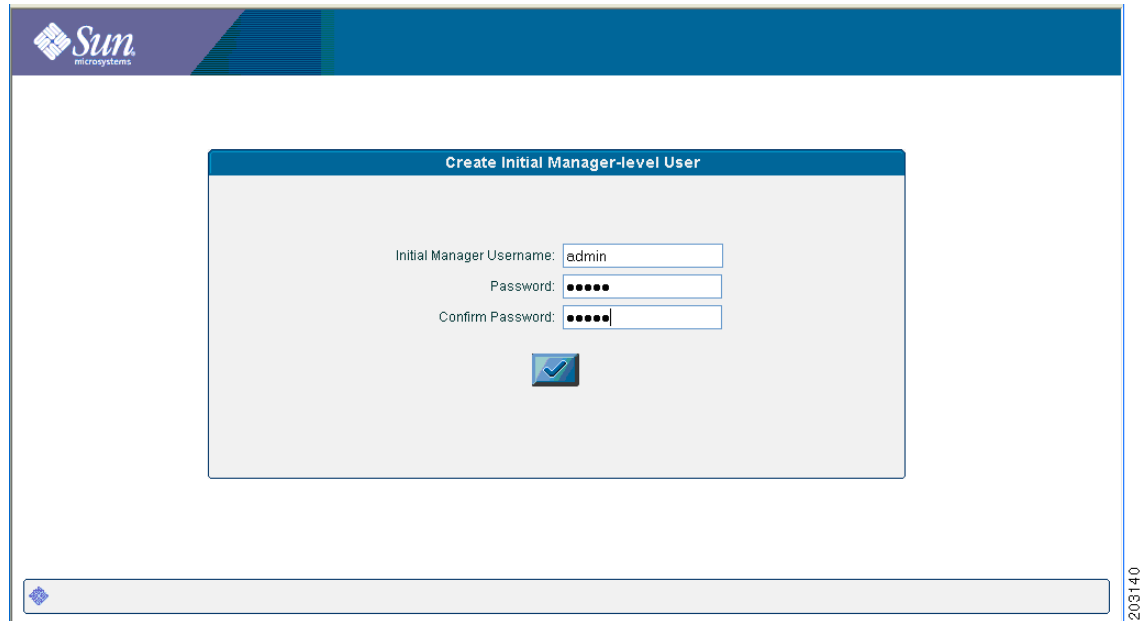 Sun
microsystems
Create Initial Manager-level User
Initial Manager Username: admin
Password: •••••
Confirm Password: •••••
203140